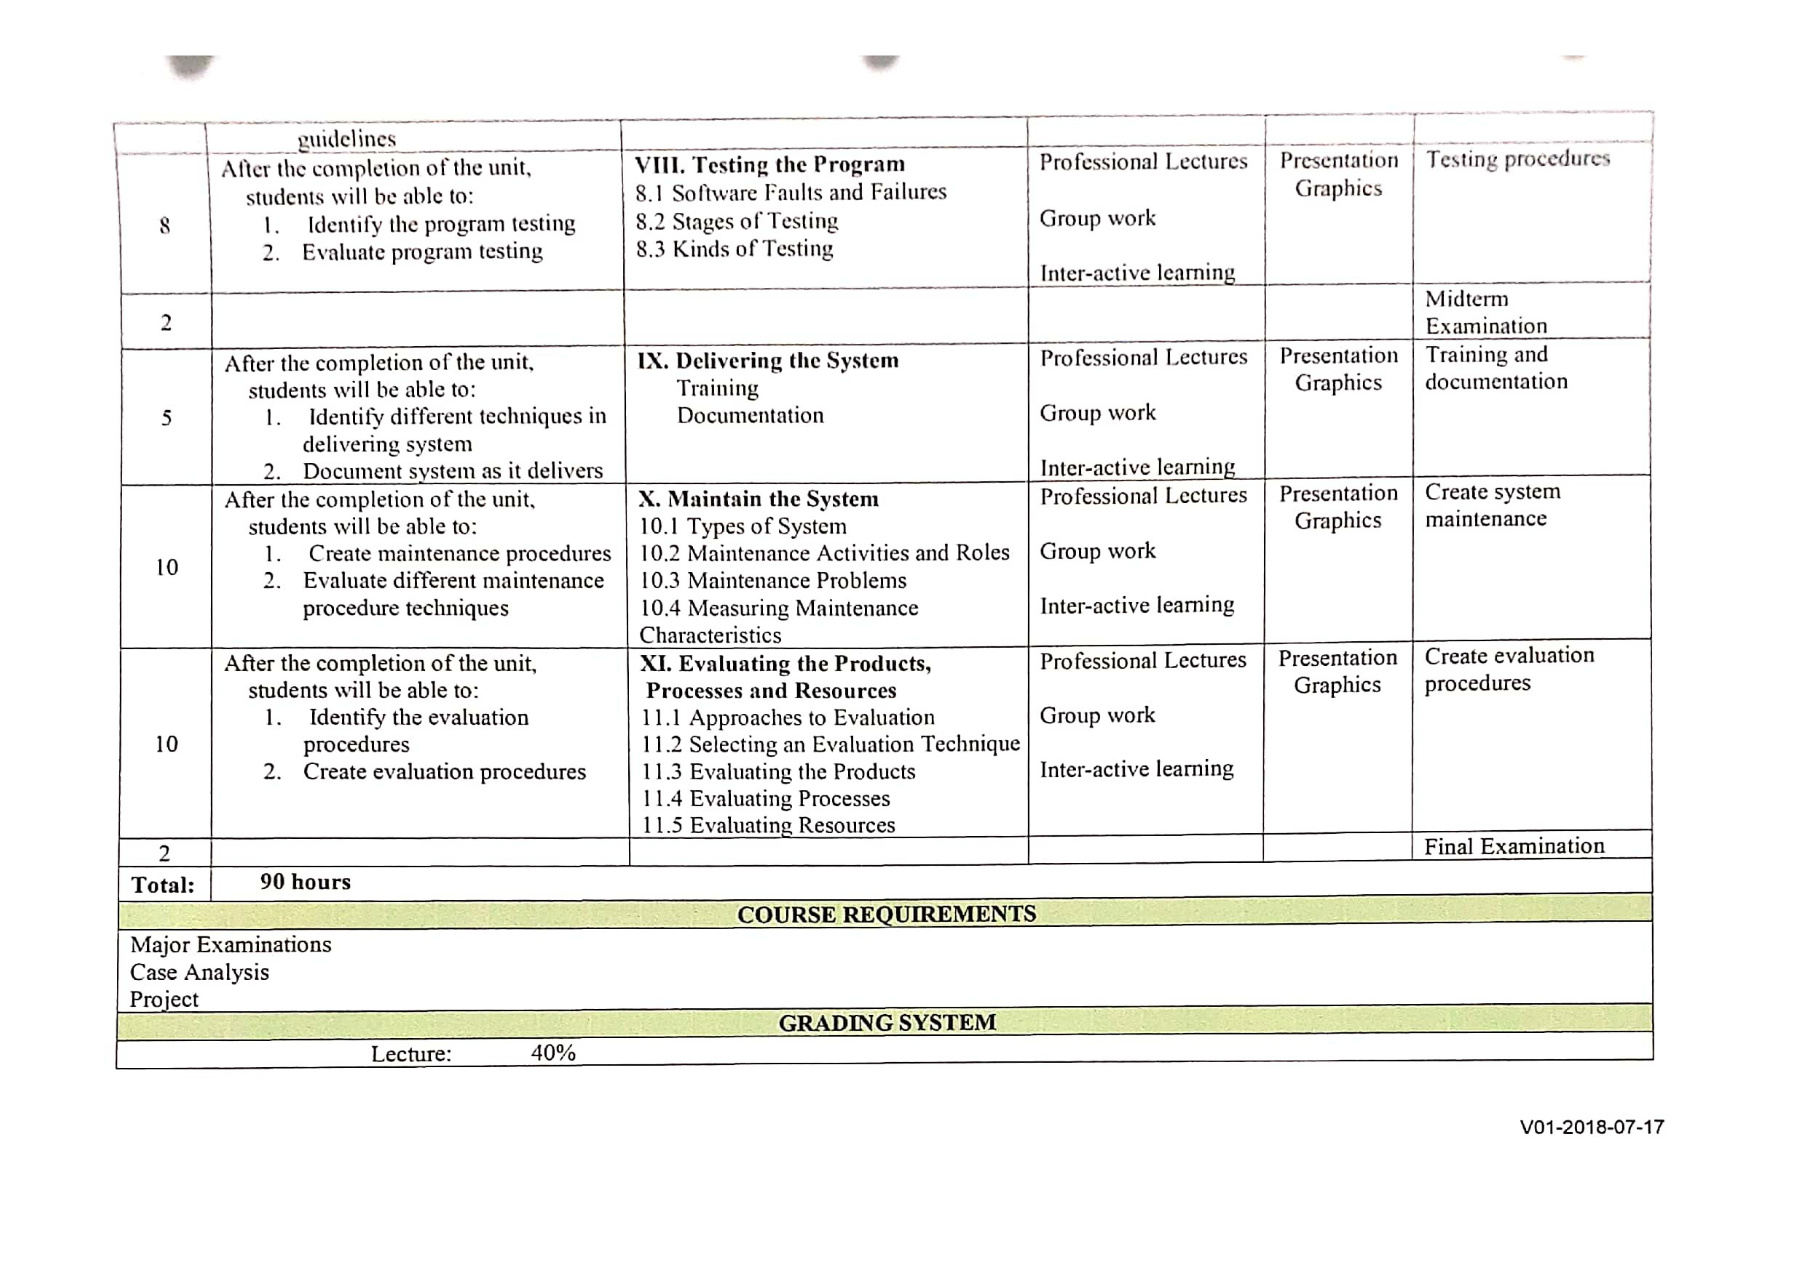 guidelines
8
After the completion of the unit,
students will be able to:
1. Identify the program testing
2. Evaluate program testing
VIII. Testing the Program
8.1 Software Faults and Failures
8.2 Stages of Testing
8.3 Kinds of Testing
Professional Lectures
Group work
Inter-active learning
Presentation
Graphics
Testing procedures
2
Midterm
Examination
5
After the completion of the unit,
students will be able to:
1. Identify different techniques in
delivering system
2. Document system as it delivers
IX. Delivering the System
Training
Documentation
Professional Lectures
Group work
Inter-active learning
Presentation
Graphics
Training and
documentation
10
After the completion of the unit,
students will be able to:
1. Create maintenance procedures
2. Evaluate different maintenance
procedure techniques
X. Maintain the System
10.1 Types of System
10.2 Maintenance Activities and Roles
10.3 Maintenance Problems
10.4 Measuring Maintenance
Characteristics
Professional Lectures
Group work
Inter-active learning
Presentation
Graphics
Create system
maintenance
10
After the completion of the unit,
students will be able to:
1. Identify the evaluation
procedures
2. Create evaluation procedures
XI. Evaluating the Products,
Processes and Resources
11.1 Approaches to Evaluation
11.2 Selecting an Evaluation Technique
11.3 Evaluating the Products
11.4 Evaluating Processes
11.5 Evaluating Resources
Professional Lectures
Group work
Inter-active learning
Presentation
Graphics
Create evaluation
procedures
2
Final Examination
Total: 90 hours
COURSE REQUIREMENTS
Major Examinations
Case Analysis
Project
GRADING SYSTEM
Lecture: 40%
V01-2018-07-17